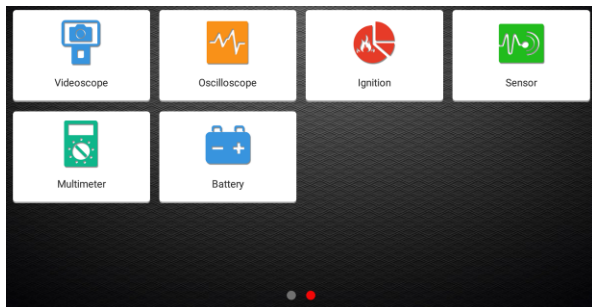 Videoscope
Oscilloscope
Ignition
Sensor
Multimeter
Battery